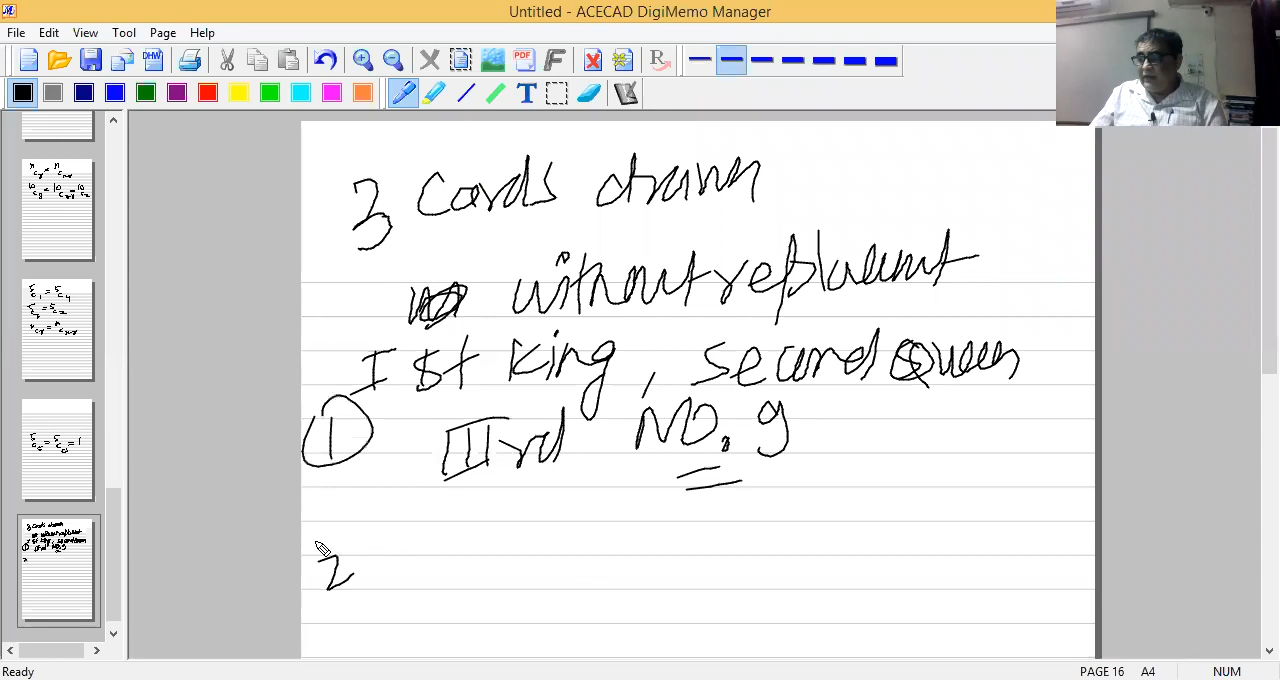 Untitled - ACECAD DigiMemo Manager
File Edit View Tool Page Help
3 Cards drawn
without replacement
I St King, second Queen
① IIIrd NO. 9
2
Ready
PAGE 16 A4 NUM